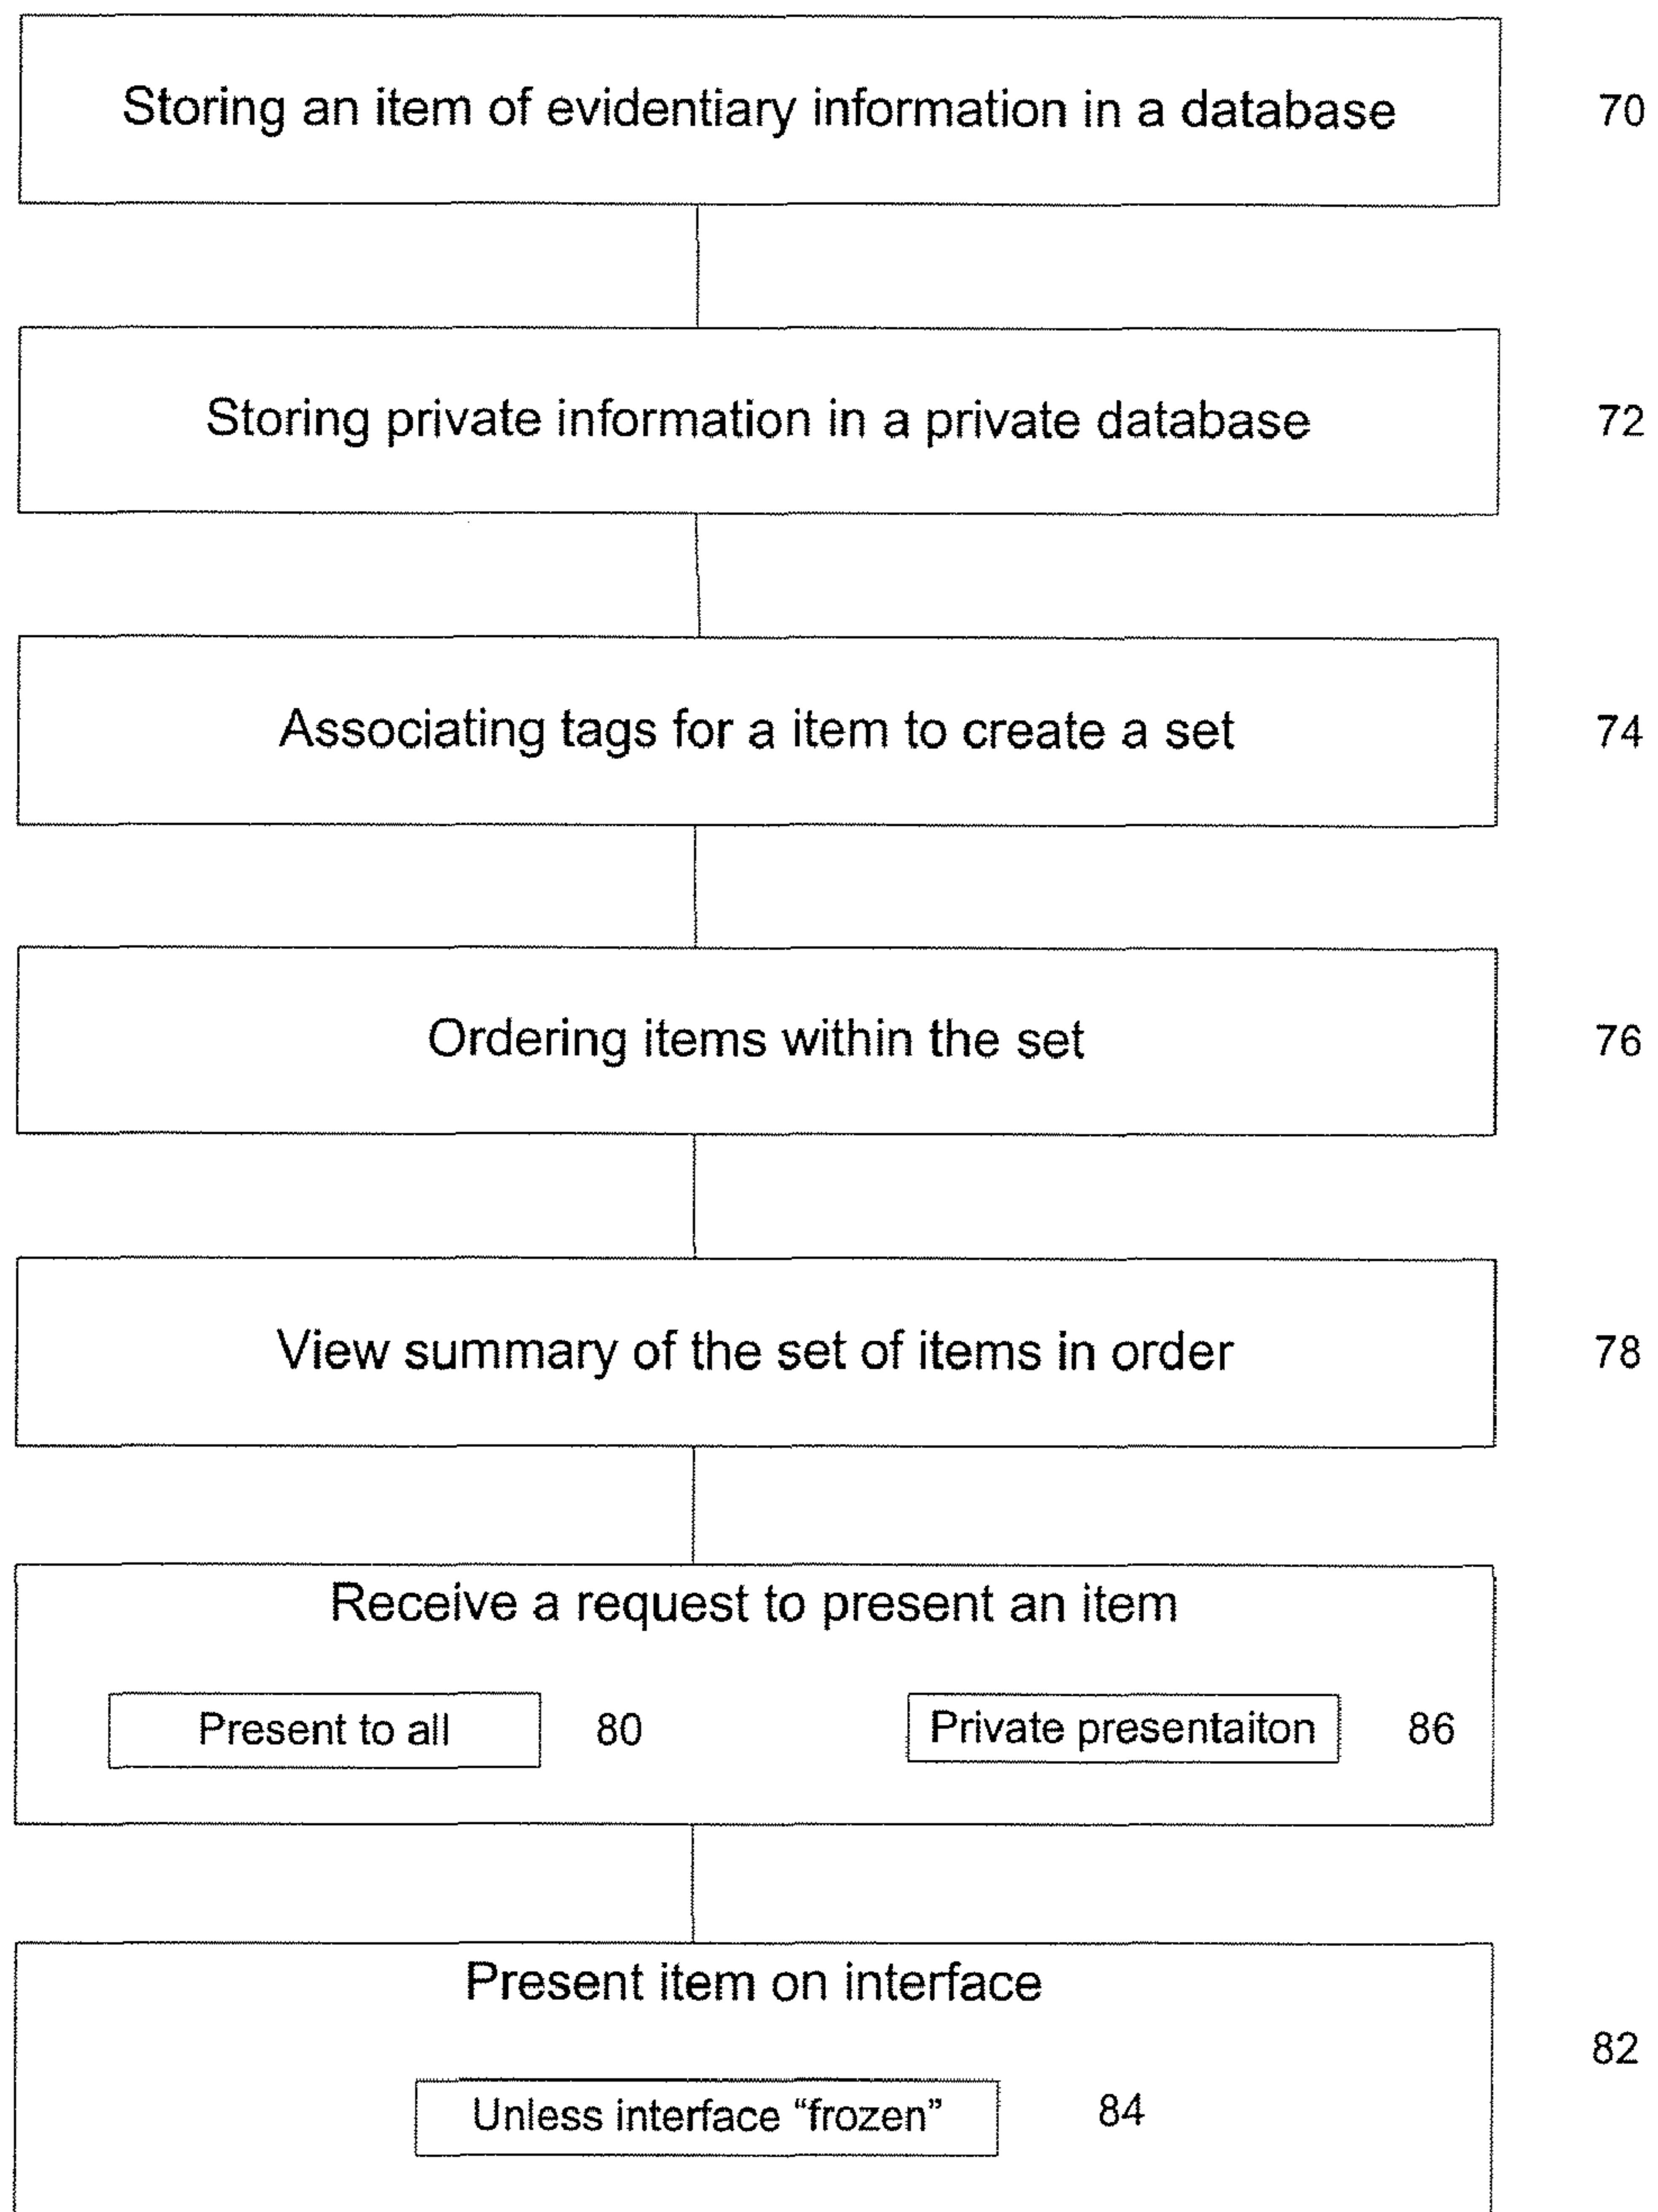 Storing an item of evidentiary information in a database 70
Storing private information in a private database 72
Associating tags for a item to create a set 74
Ordering items within the set 76
View summary of the set of items in order 78
Receive a request to present an item
Present to all 80 Private presentaiton 86
Present item on interface
82
Unless interface “frozen” 84